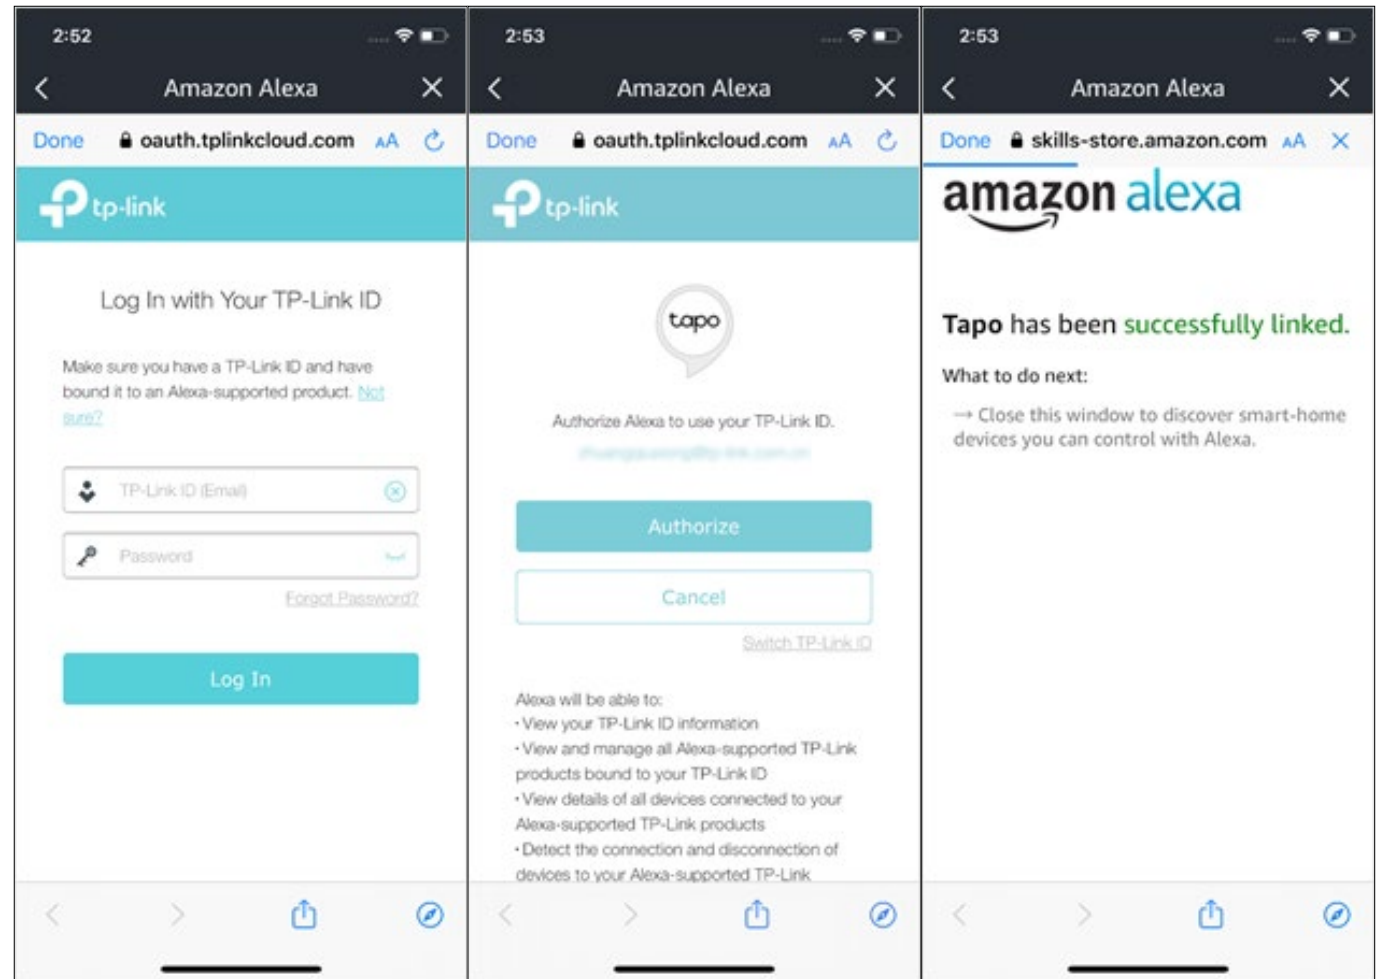 2:52
Amazon Alexa
Done oauth.tplinkcloud.com AA
tp-link
Log In with Your TP-Link ID
Make sure you have a TP-Link ID and have
bound it to an Alexa-supported product. Not
sure?
TP-Link ID (Email)
Password
Forgot Password?
Log In
2:53
Amazon Alexa
Done oauth.tplinkcloud.com AA
tp-link
tapo
Authorize Alexa to use your TP-Link ID.
Authorize
Cancel
Switch TP-Link ID
Alexa will be able to:
· View your TP-Link ID information
· View and manage all Alexa-supported TP-Link
products bound to your TP-Link ID
· View details of all devices connected to your
Alexa-supported TP-Link products
· Detect the connection and disconnection of
devices to your Alexa-supported TP-Link
2:53
Amazon Alexa
Done skills-store.amazon.com AA
amazon alexa
Tapo has been successfully linked.
What to do next:
→ Close this window to discover smart-home
devices you can control with Alexa.